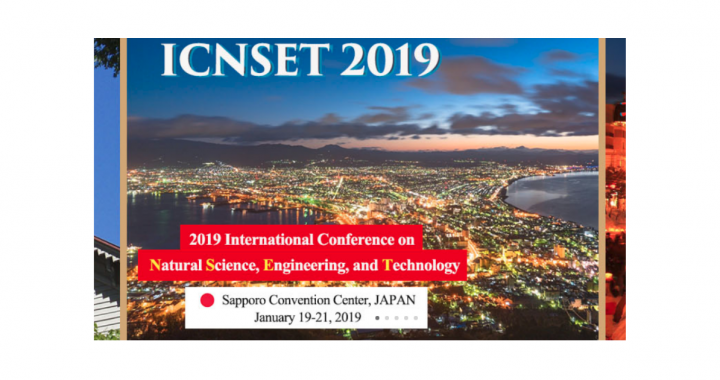 ICNSET 2019
2019 International Conference on
Natural Science, Engineering, and Technology
Sapporo Convention Center, JAPAN
January 19-21, 2019